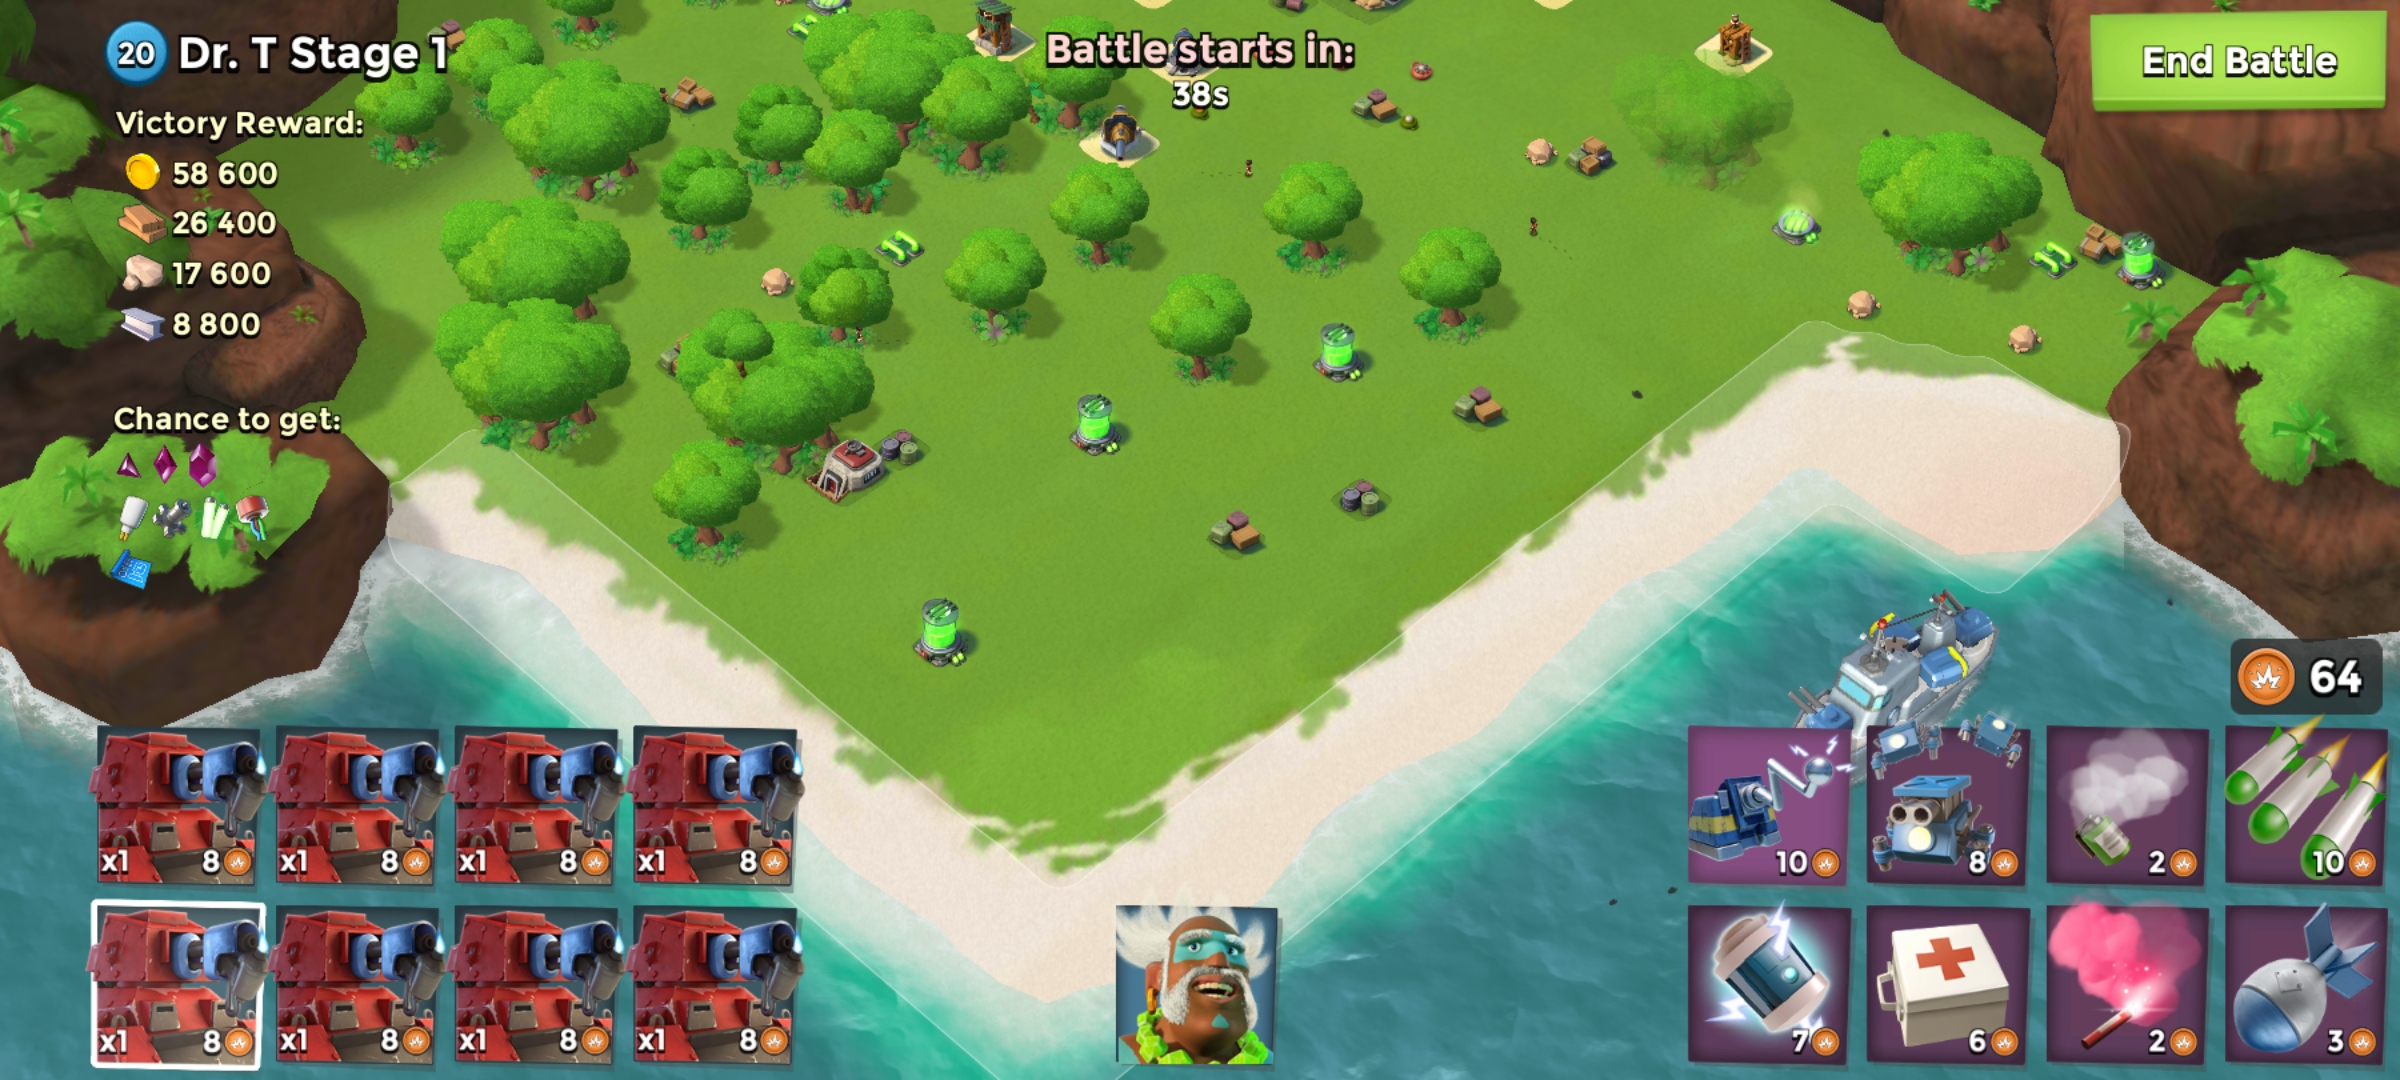 20 Dr. T Stage 1
Battle starts in:
38s
End Battle
Victory Reward:
58 600
26 400
17 600
8 800
Chance to get:
64
x1 8
x1 8
x1 8
x1 8
10
8
2
10
x1 8
x1 8
x1 8
x1 8
7
6
2
3